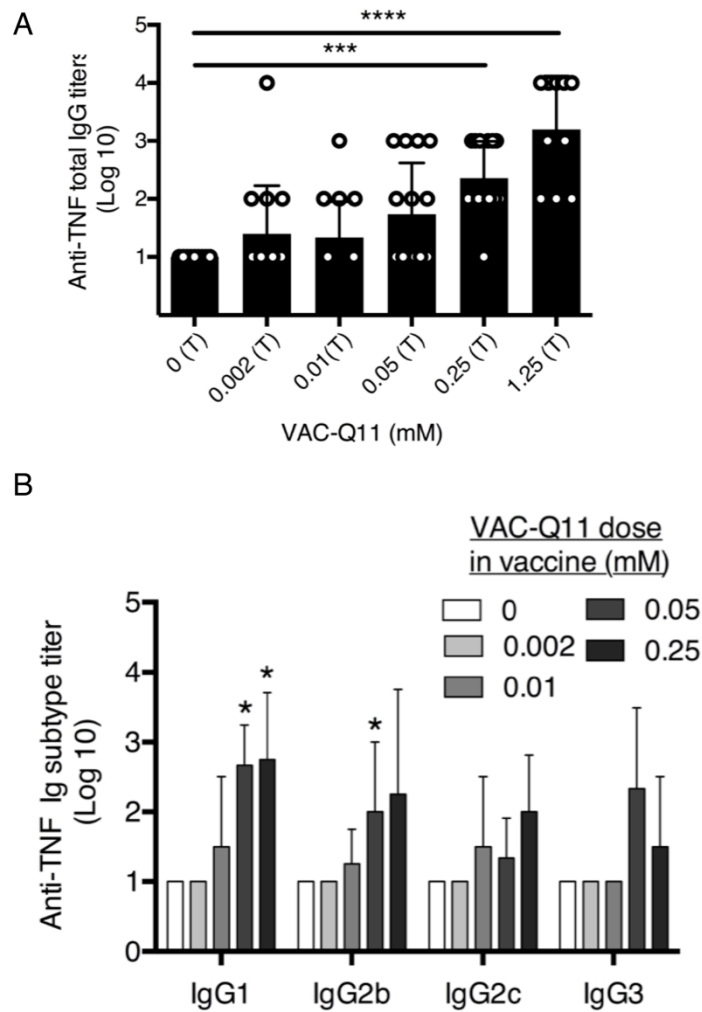 A
Anti-TNF total IgG titers
(Log 10)
5
4
3
2
1
****
***
0 (T)
0.002 (T)
0.01(T)
0.05 (T)
0.25 (T)
1.25 (T)
VAC-Q11 (mM)
B
VAC-Q11 dose
in vaccine (mM)
0
0.05
0.002
0.25
0.01
Anti-TNF Ig subtype titer
(Log 10)
5
4
3
2
1
0
*
*
*
IgG1
IgG2b
IgG2c
IgG3